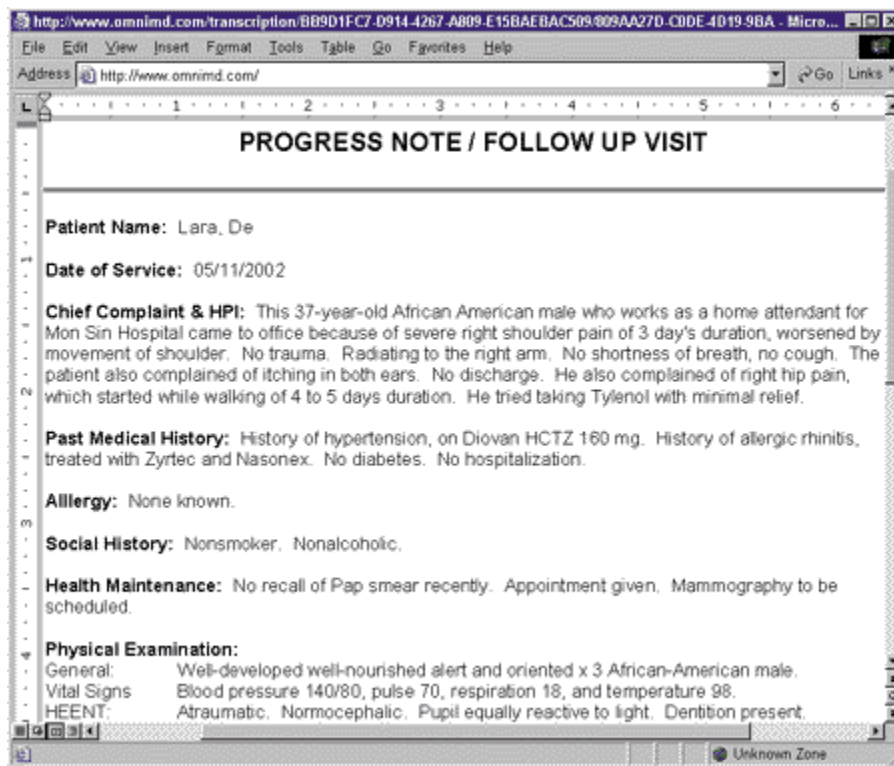 http://www.omnimd.com/transcription/BB9D1FC7-D914-4267-A809-E15BAEBAC509/809AA27D-C0DE-4D19-9BA - Micro...
File Edit View Insert Format Tools Table Go Favorites Help
Address http://www.omnimd.com/ Go Links
1 2 3 4 5 6
PROGRESS NOTE / FOLLOW UP VISIT
Patient Name: Lara, De
Date of Service: 05/11/2002
Chief Complaint & HPI: This 37-year-old African American male who works as a home attendant for
Mon Sin Hospital came to office because of severe right shoulder pain of 3 day's duration, worsened by
movement of shoulder. No trauma. Radiating to the right arm. No shortness of breath, no cough. The
patient also complained of itching in both ears. No discharge. He also complained of right hip pain,
which started while walking of 4 to 5 days duration. He tried taking Tylenol with minimal relief.
Past Medical History: History of hypertension, on Diovan HCTZ 160 mg. History of allergic rhinitis,
treated with Zyrtec and Nasonex. No diabetes. No hospitalization.
Alllergy: None known.
Social History: Nonsmoker. Nonalcoholic.
Health Maintenance: No recall of Pap smear recently. Appointment given. Mammography to be
scheduled.
Physical Examination:
General: Well-developed well-nourished alert and oriented x 3 African-American male.
Vital Signs Blood pressure 140/80, pulse 70, respiration 18, and temperature 98.
HEENT: Atraumatic. Normocephalic. Pupil equally reactive to light. Dentition present.
Unknown Zone